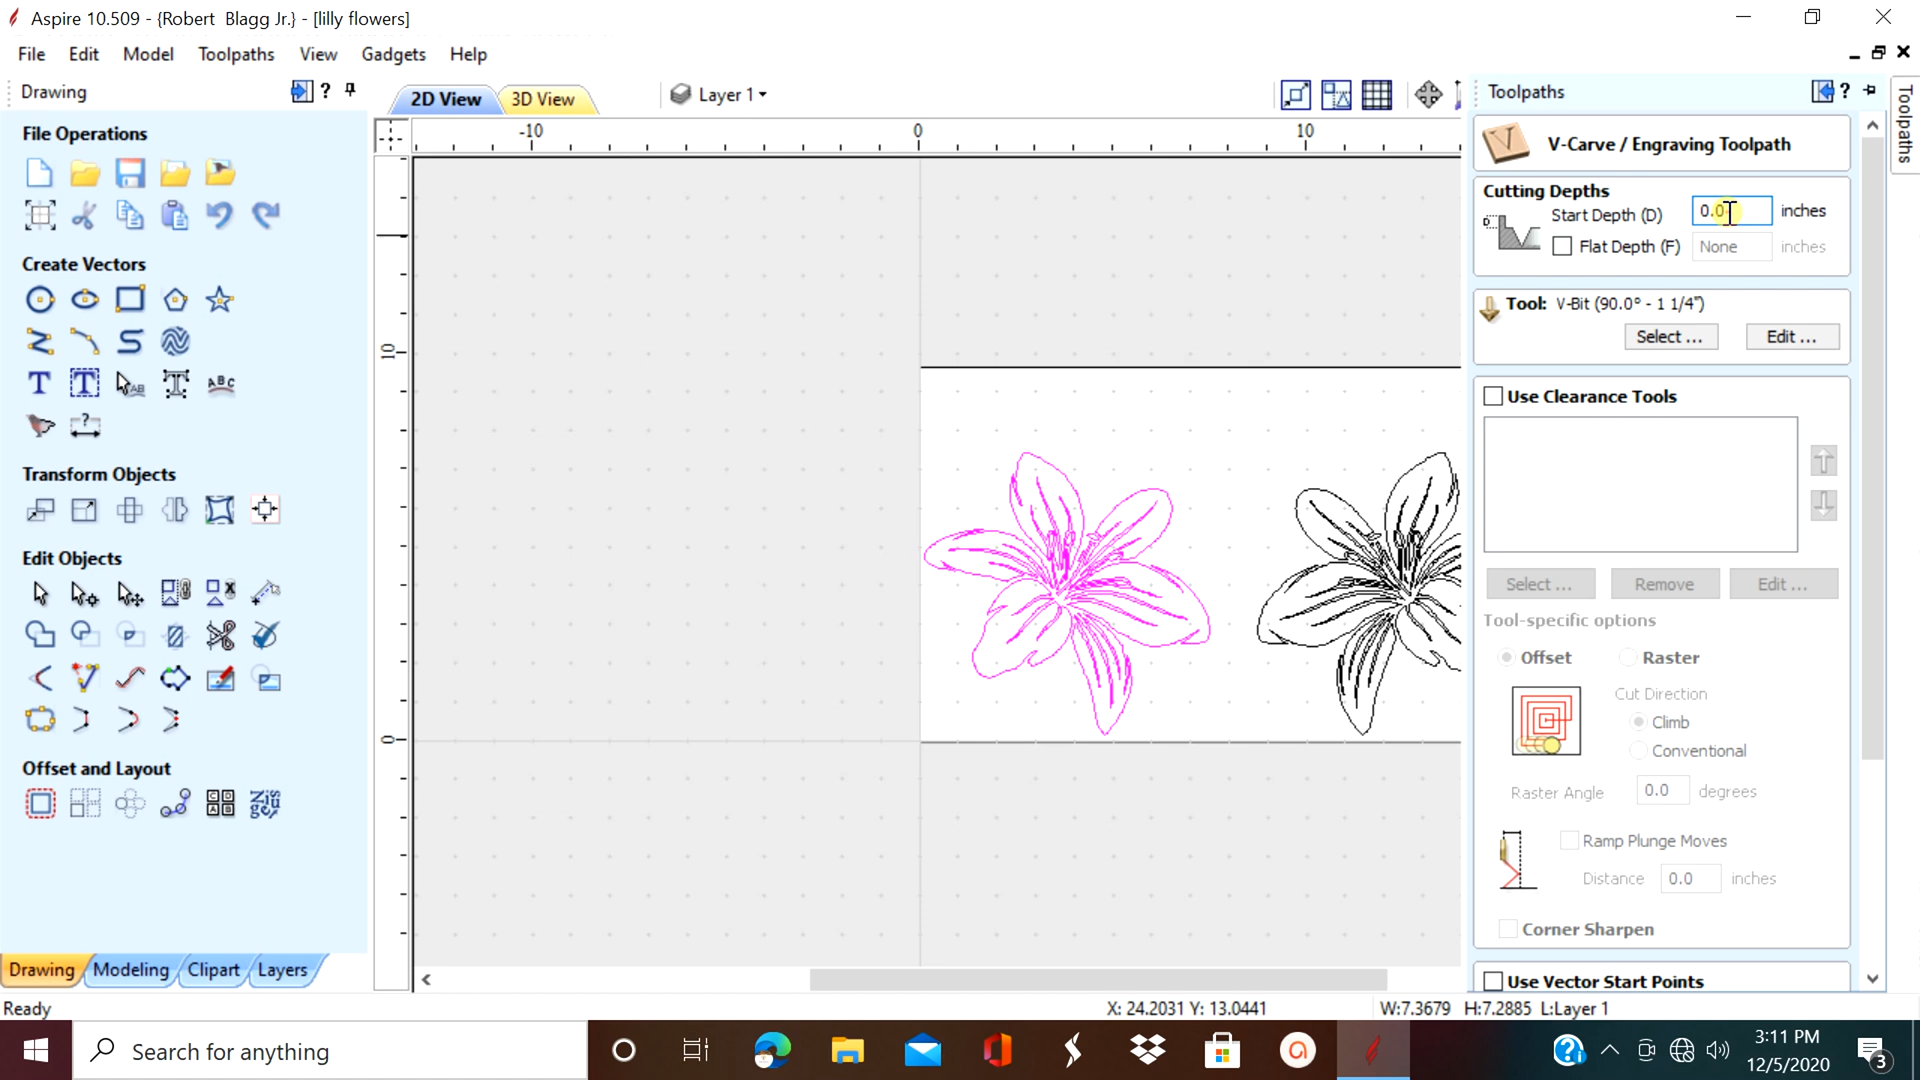 Aspire 10.509 - {Robert Blagg Jr.} - [lilly flowers]
File Edit Model Toolpaths View Gadgets Help
Drawing
File Operations
Create Vectors
Transform Objects
Edit Objects
Offset and Layout
Drawing Modeling Clipart Layers
2D View 3D View Layer 1
-10 0 10
10
0
Toolpaths
V-Carve / Engraving Toolpath
Cutting Depths
Start Depth (D) 0.0 inches
Flat Depth (F) None inches
Tool: V-Bit (90.0° - 1 1/4")
Select ... Edit ...
Use Clearance Tools
Select ... Remove Edit ...
Tool-specific options
Offset Raster
Cut Direction
Climb
Conventional
Raster Angle 0.0 degrees
Ramp Plunge Moves
Distance 0.0 inches
Corner Sharpen
Use Vector Start Points
Toolpaths
Ready X: 24.2031 Y: 13.0441 W:7.3679 H:7.2885 L:Layer 1
Search for anything
3:11 PM
12/5/2020
3